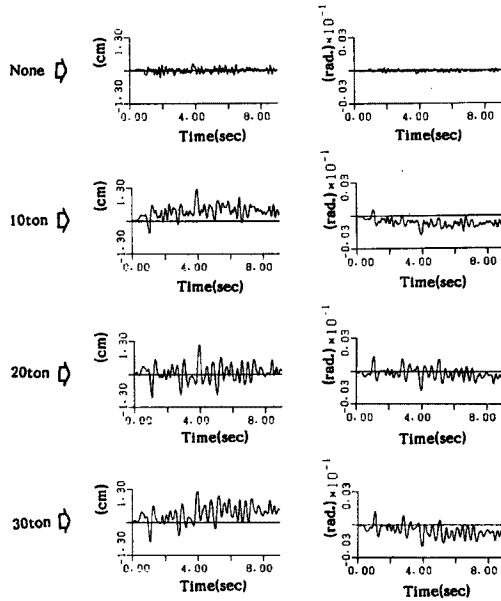 None
(cm)
1.30
-1.30
0.00
4.00
8.00
Time(sec)
(rad.)×10⁻¹
0.03
-0.03
0.00
4.00
8.00
Time(sec)
10ton
(cm)
1.30
-1.30
0.00
4.00
8.00
Time(sec)
(rad.)×10⁻¹
0.03
-0.03
0.00
4.00
8.00
Time(sec)
20ton
(cm)
1.30
-1.30
0.00
4.00
8.00
Time(sec)
(rad.)×10⁻¹
0.03
-0.03
0.00
4.00
8.00
Time(sec)
30ton
(cm)
1.30
-1.30
0.00
4.00
8.00
Time(sec)
(rad.)×10⁻¹
0.03
-0.03
0.00
4.00
8.00
Time(sec)